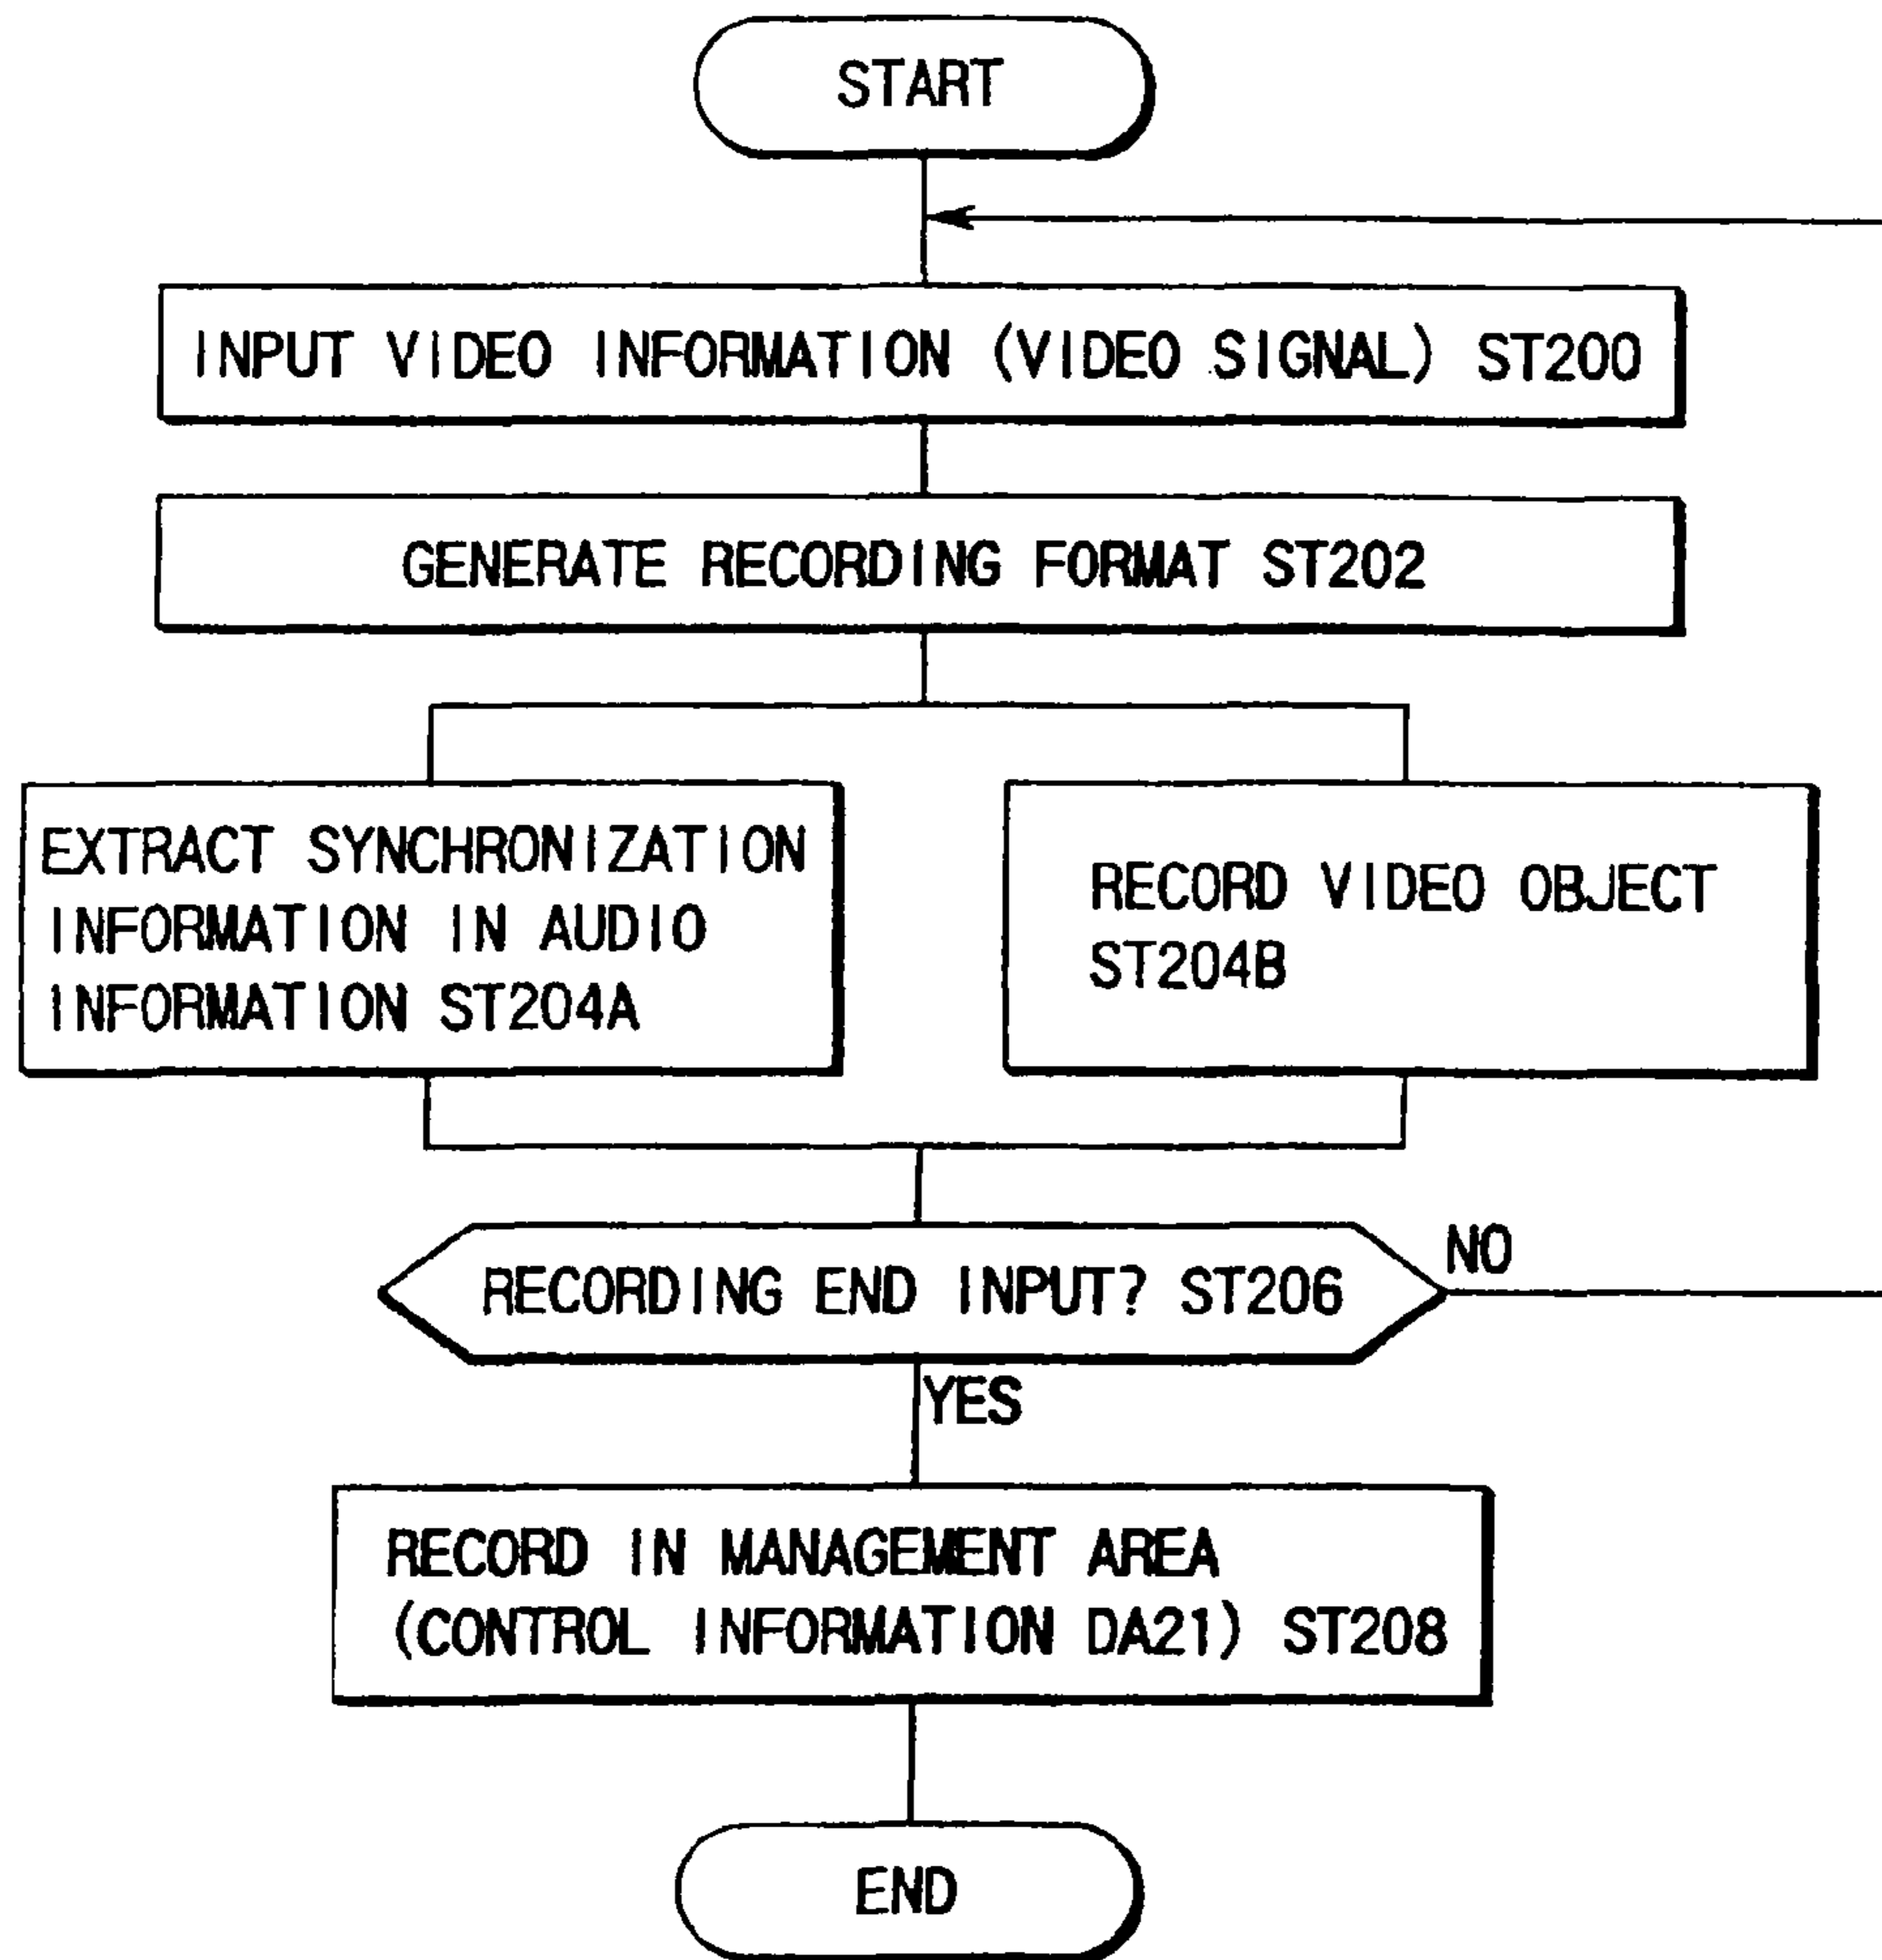 START
INPUT VIDEO INFORMATION (VIDEO SIGNAL) ST200
GENERATE RECORDING FORMAT ST202
EXTRACT SYNCHRONIZATION
INFORMATION IN AUDIO
INFORMATION ST204A
RECORD VIDEO OBJECT
ST204B
RECORDING END INPUT? ST206
NO
YES
RECORD IN MANAGEMENT AREA
(CONTROL INFORMATION DA21) ST208
END